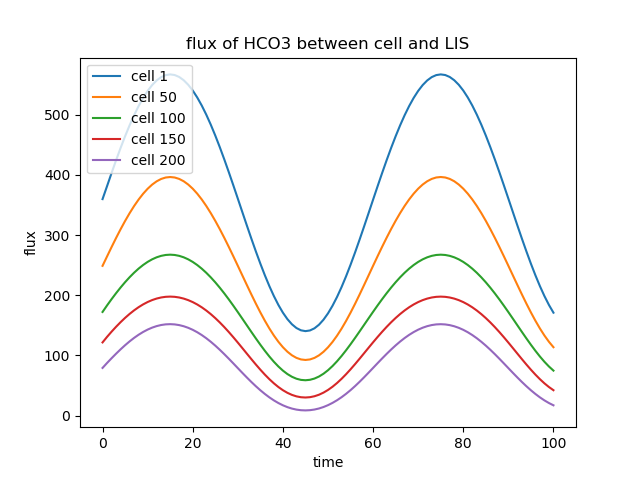 flux of HCO3 between cell and LIS
cell 1
cell 50
cell 100
cell 150
cell 200
flux
500
400
300
200
100
0
0 20 40 60 80 100
time